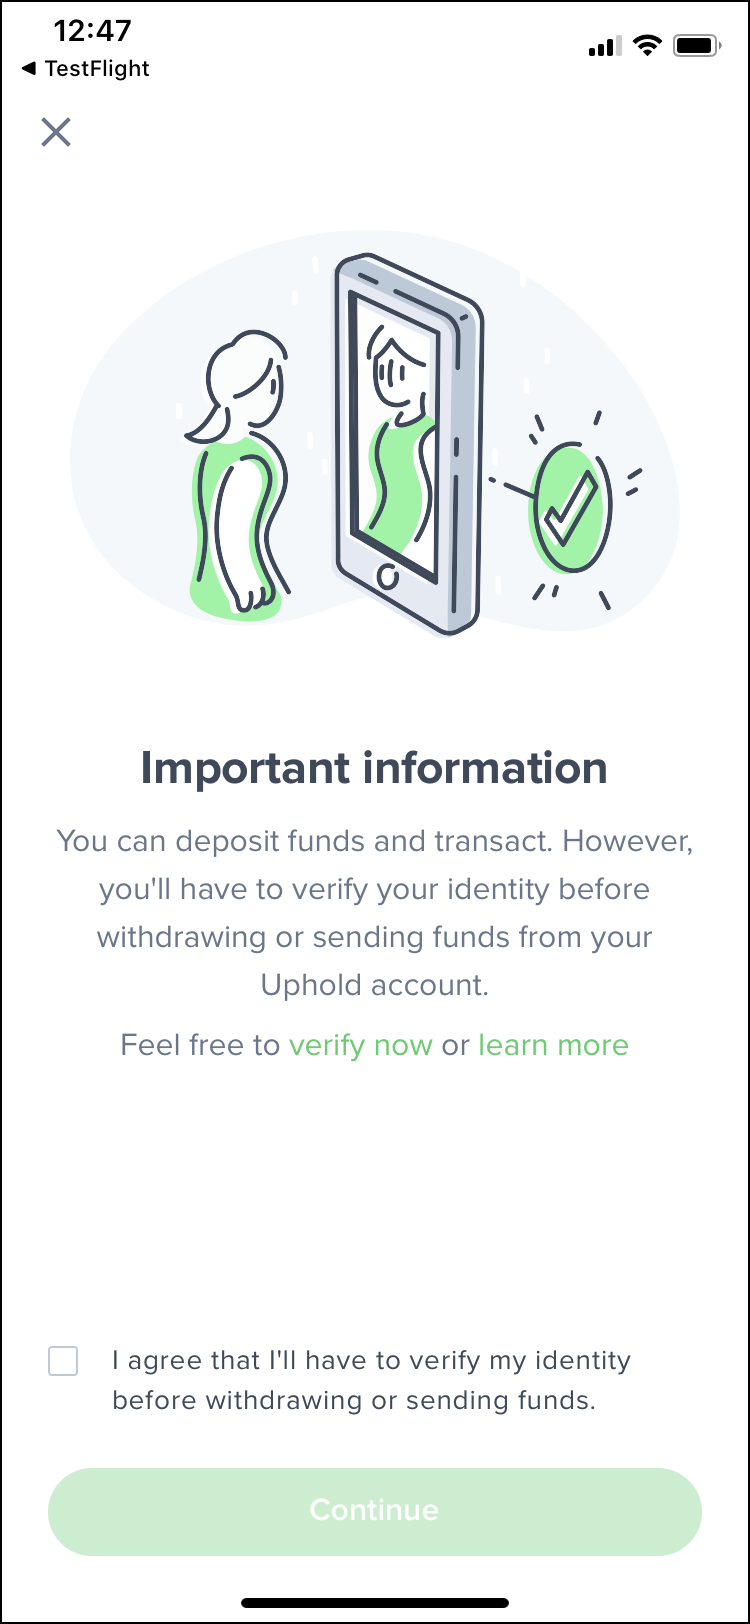 12:47
TestFlight
Important information
You can deposit funds and transact. However,
you'll have to verify your identity before
withdrawing or sending funds from your
Uphold account.
Feel free to verify now or learn more
I agree that I'll have to verify my identity
before withdrawing or sending funds.
Continue